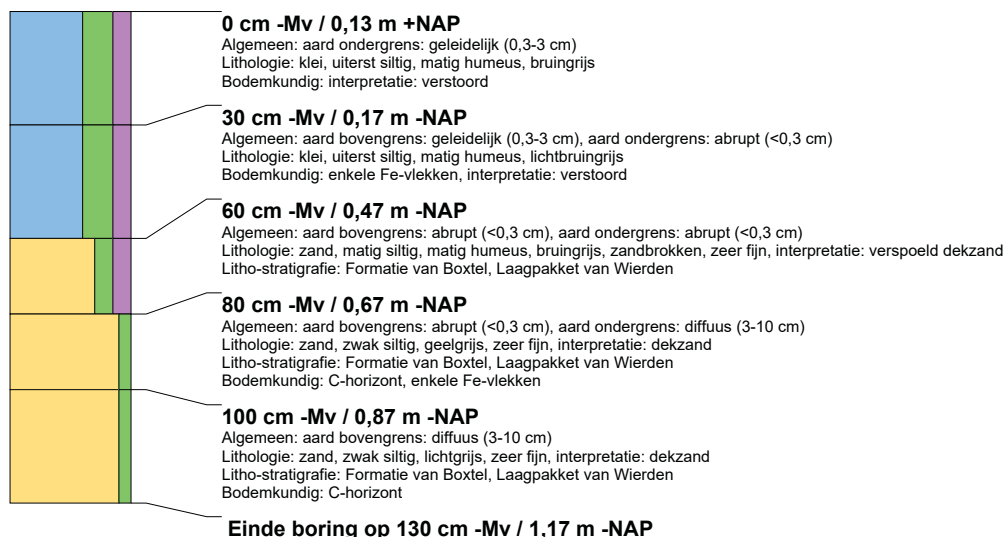 0 cm -Mv / 0,13 m +NAP
Algemeen: aard ondergrens: geleidelijk (0,3-3 cm)
Lithologie: klei, uiterst siltig, matig humeus, bruingrijs
Bodemkundig: interpretatie: verstoord
30 cm -Mv / 0,17 m -NAP
Algemeen: aard bovengrens: geleidelijk (0,3-3 cm), aard ondergrens: abrupt (<0,3 cm)
Lithologie: klei, uiterst siltig, matig humeus, lichtbruingrijs
Bodemkundig: enkele Fe-vlekken, interpretatie: verstoord
60 cm -Mv / 0,47 m -NAP
Algemeen: aard bovengrens: abrupt (<0,3 cm), aard ondergrens: abrupt (<0,3 cm)
Lithologie: zand, matig siltig, matig humeus, bruingrijs, zandbrokken, zeer fijn, interpretatie: verspoeld dekzand
Litho-stratigrafie: Formatie van Boxtel, Laagpakket van Wierden
80 cm -Mv / 0,67 m -NAP
Algemeen: aard bovengrens: abrupt (<0,3 cm), aard ondergrens: diffuus (3-10 cm)
Lithologie: zand, zwak siltig, geelgrijs, zeer fijn, interpretatie: dekzand
Litho-stratigrafie: Formatie van Boxtel, Laagpakket van Wierden
Bodemkundig: C-horizont, enkele Fe-vlekken
100 cm -Mv / 0,87 m -NAP
Algemeen: aard bovengrens: diffuus (3-10 cm)
Lithologie: zand, zwak siltig, lichtgrijs, zeer fijn, interpretatie: dekzand
Litho-stratigrafie: Formatie van Boxtel, Laagpakket van Wierden
Bodemkundig: C-horizont
Einde boring op 130 cm -Mv / 1,17 m -NAP